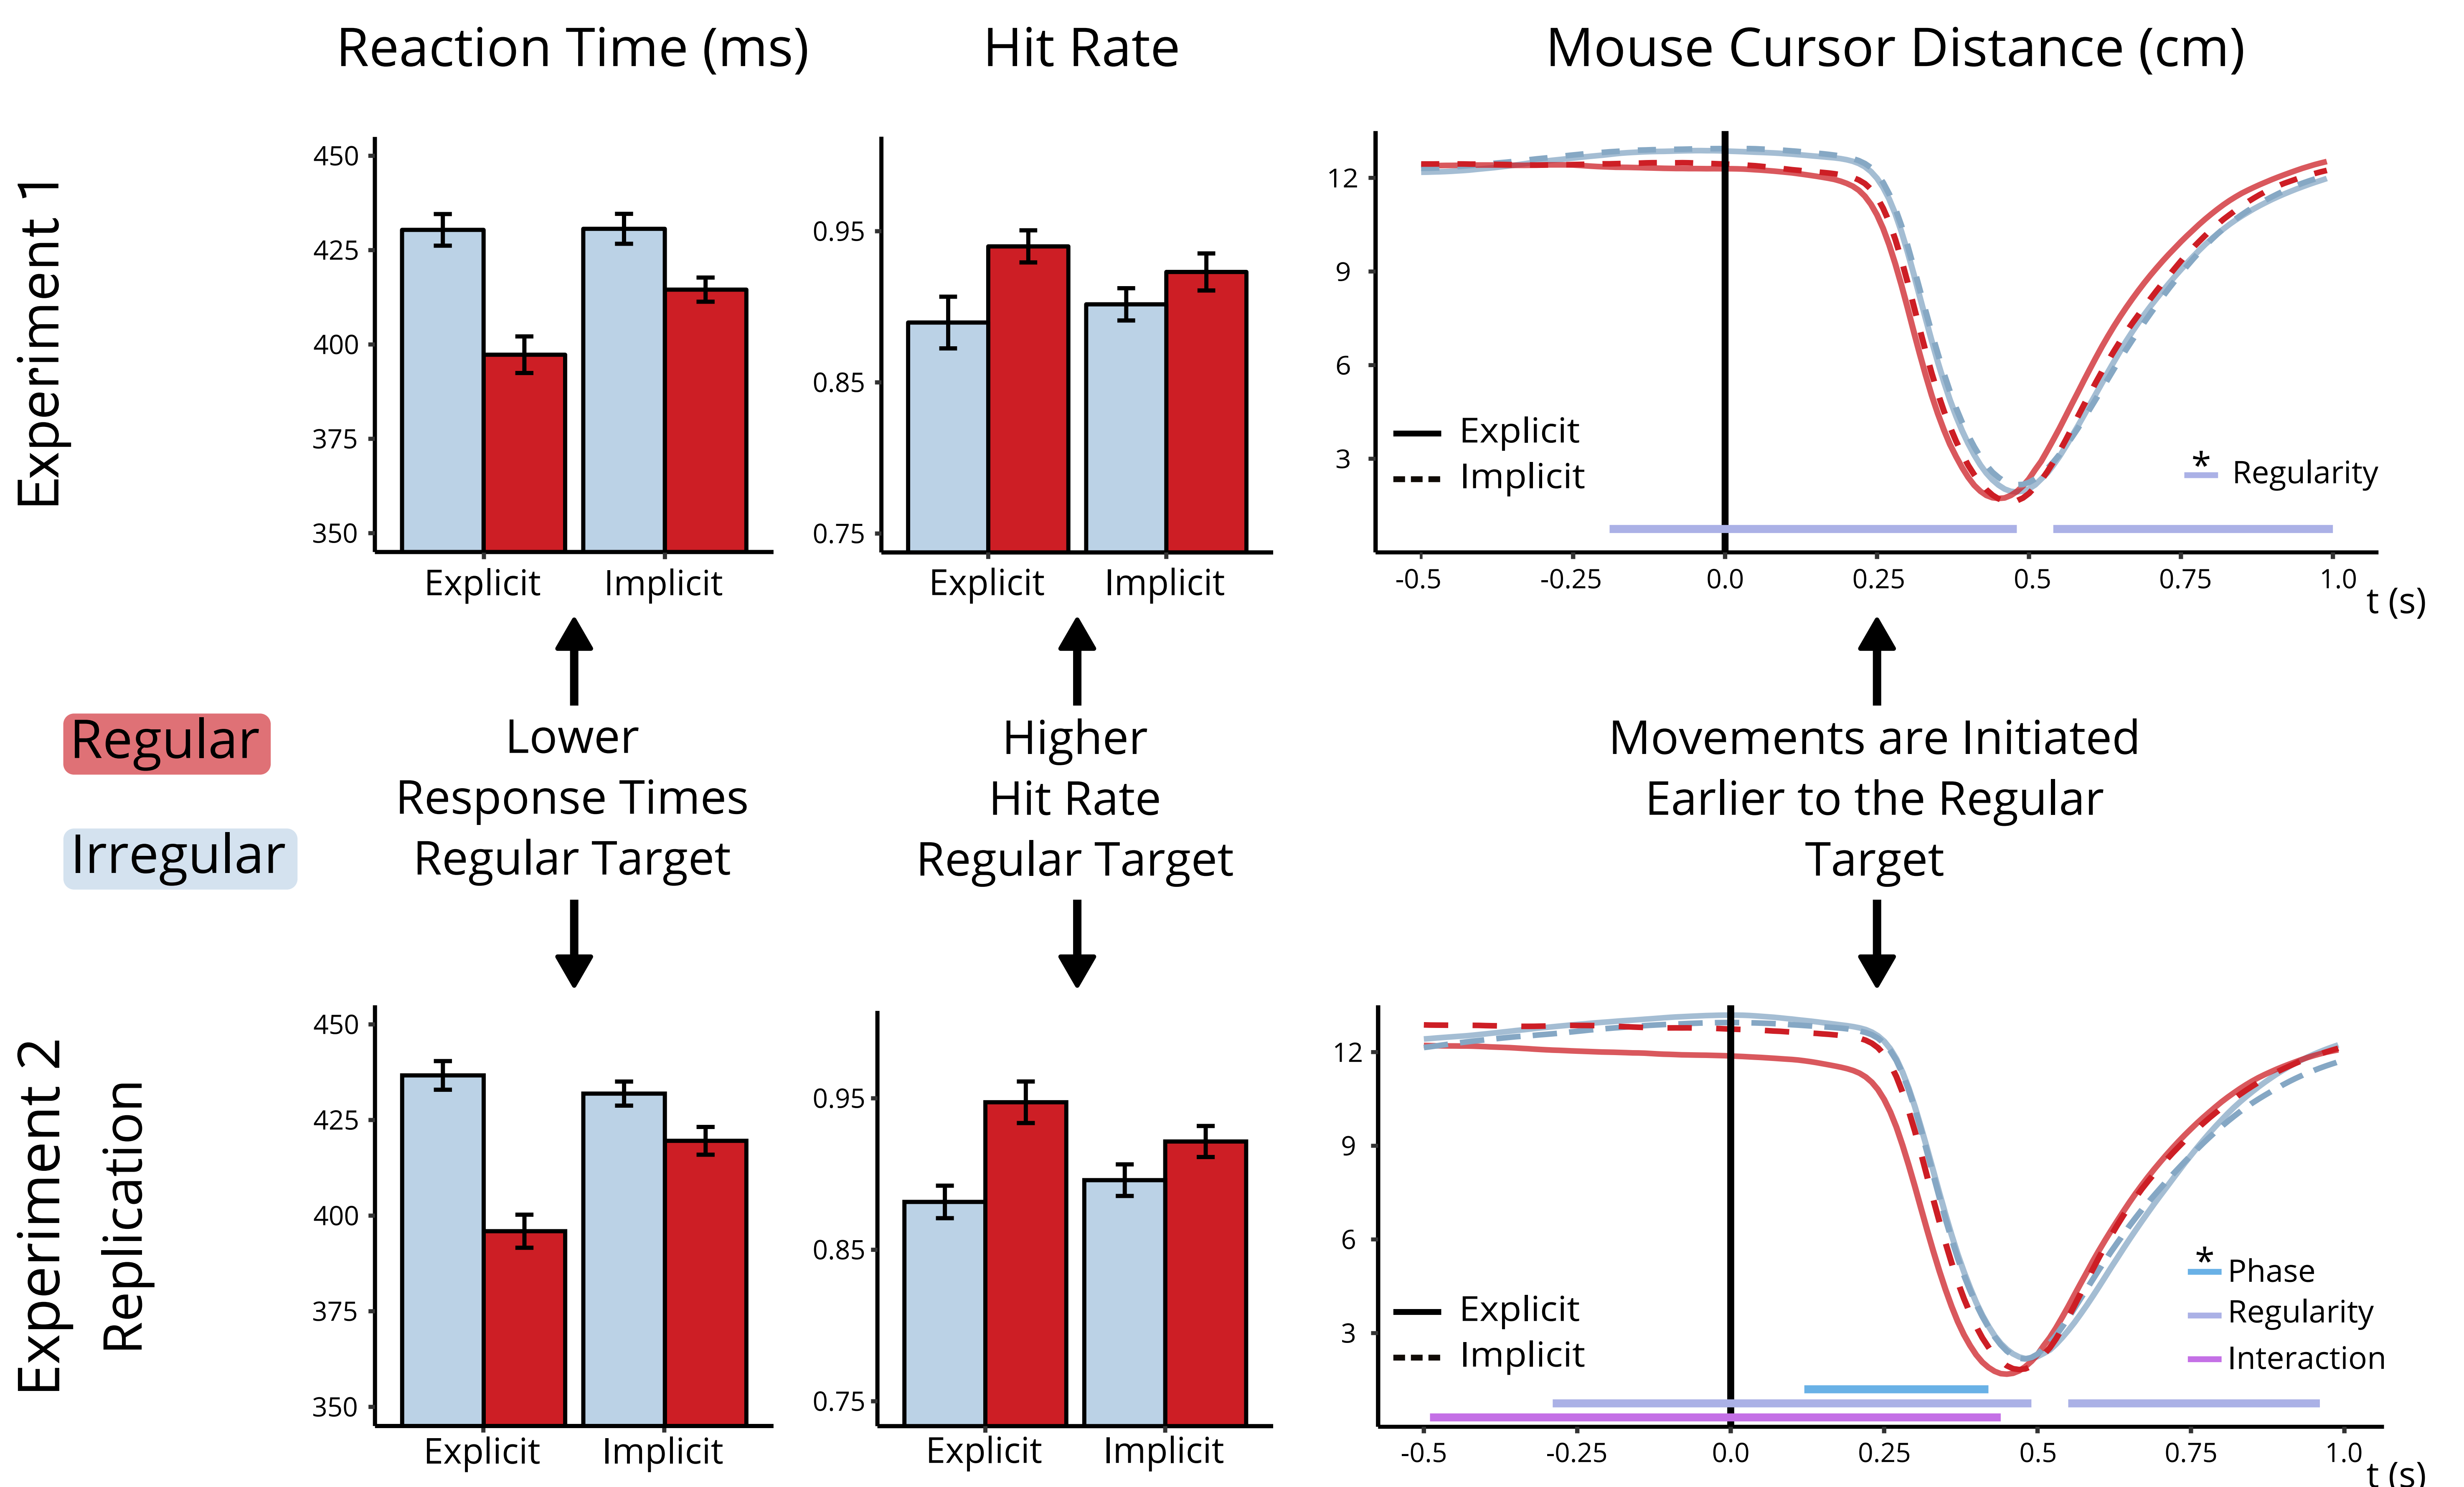 Reaction Time (ms)
Hit Rate
Mouse Cursor Distance (cm)
Experiment 1
450
425
400
375
350
Explicit
Implicit
0.95
0.85
0.75
Explicit
Implicit
12
9
6
3
Explicit
Implicit
*
Regularity
-0.5
-0.25
0.0
0.25
0.5
0.75
1.0
t (s)
Regular
Irregular
Lower
Response Times
Regular Target
Higher
Hit Rate
Regular Target
Movements are Initiated
Earlier to the Regular
Target
Experiment 2
Replication
450
425
400
375
350
Explicit
Implicit
0.95
0.85
0.75
Explicit
Implicit
12
9
6
3
Explicit
Implicit
*
Phase
Regularity
Interaction
-0.5
-0.25
0.0
0.25
0.5
0.75
1.0
t (s)